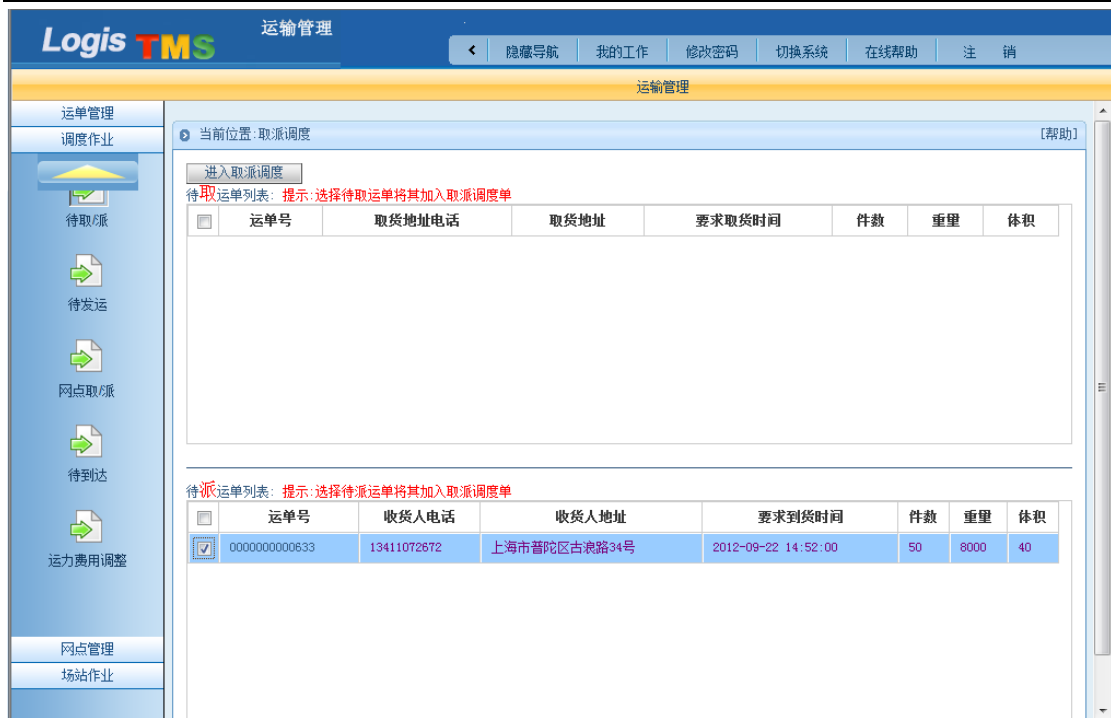 Logis TMS
运输管理
隐藏导航 我的工作 修改密码 切换系统 在线帮助 注 销
运输管理
运单管理
调度作业
待取/派
待发运
网点取/派
待到达
运力费用调整
网点管理
场站作业
当前位置:取派调度 [帮助]
进入取派调度
待取运单列表: 提示:选择待取运单将其加入取派调度单
运单号 取货地址电话 取货地址 要求取货时间 件数 重量 体积
待派运单列表: 提示:选择待派运单将其加入取派调度单
运单号 收货人电话 收货人地址 要求到货时间 件数 重量 体积
0000000000633 13411072672 上海市普陀区古浪路34号 2012-09-22 14:52:00 50 8000 40